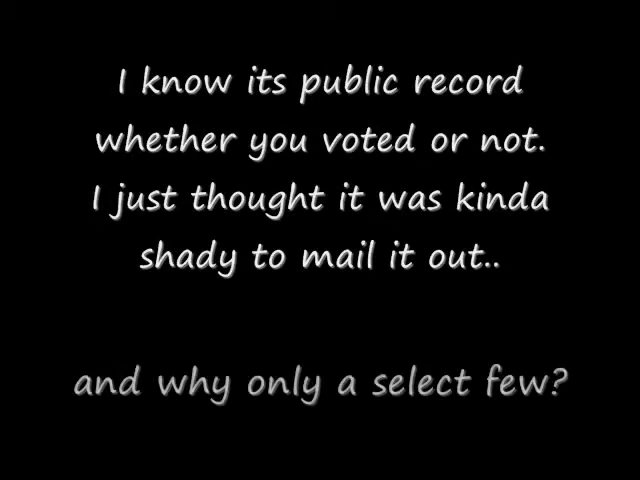 I know its public record
whether you voted or not.
I just thought it was kinda
shady to mail it out..
and why only a select few?